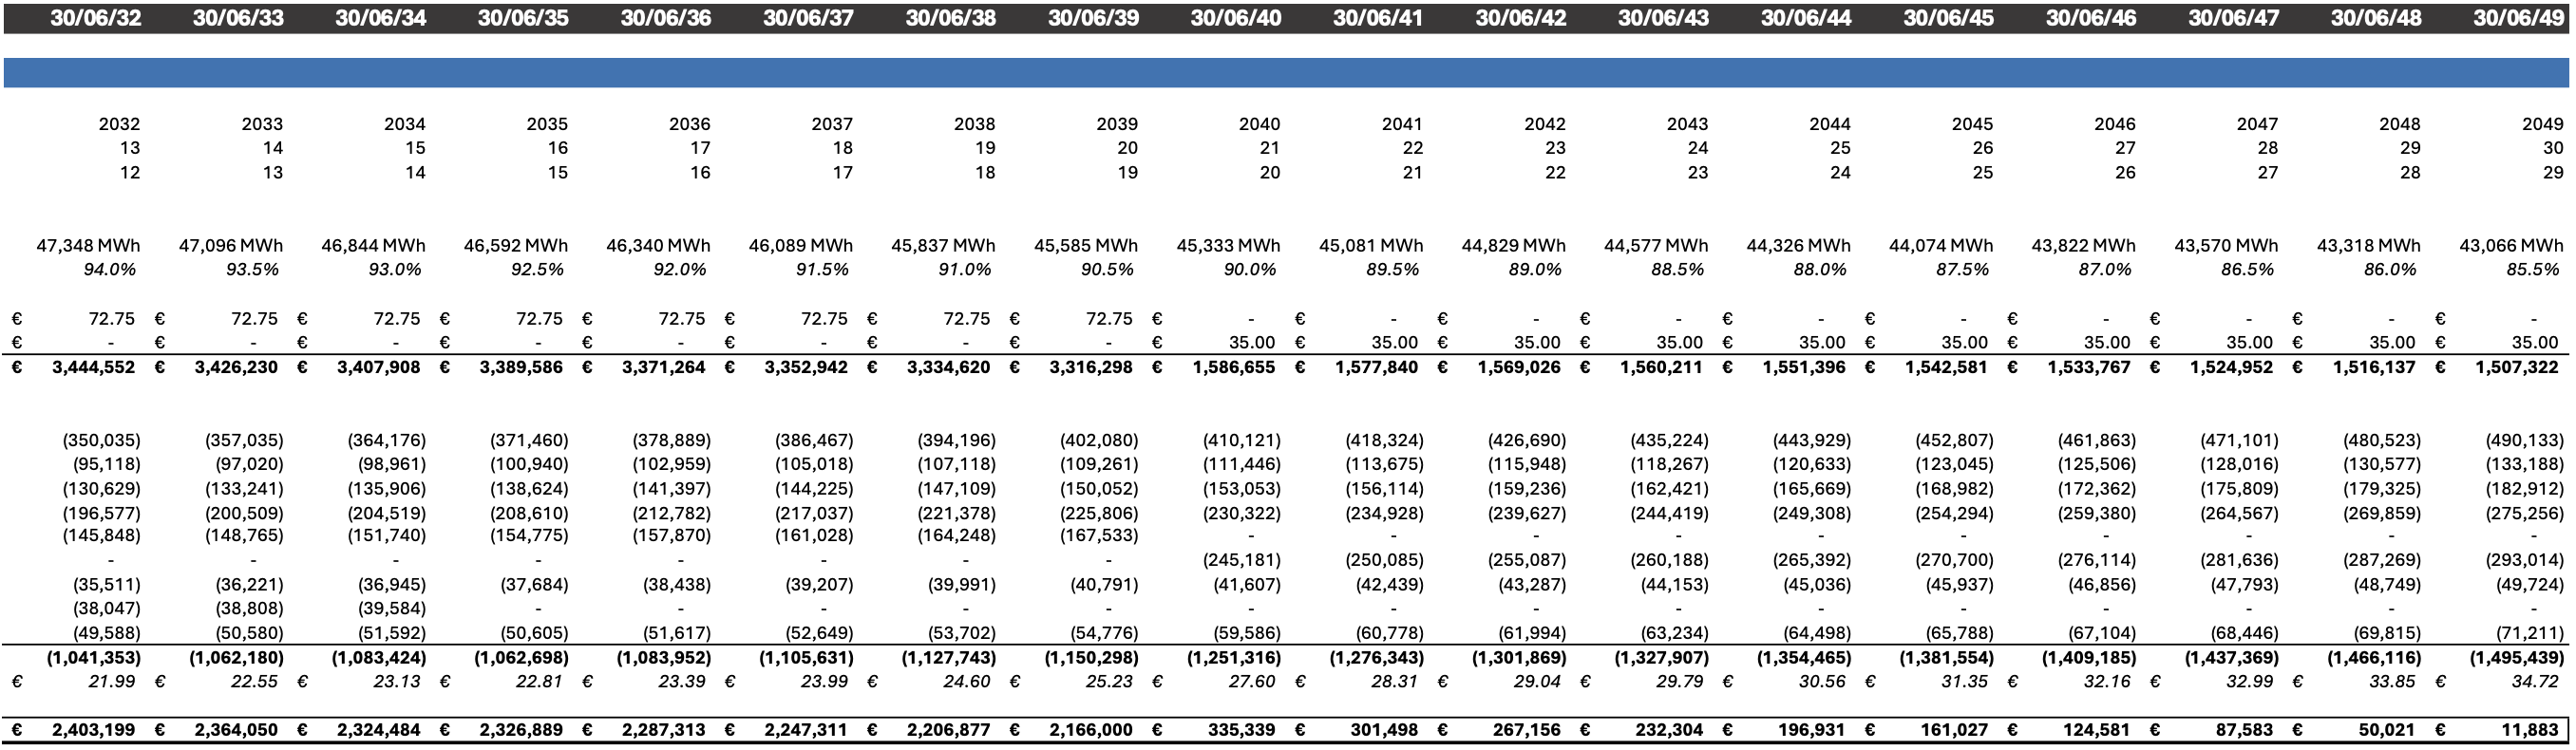 30/06/32 30/06/33 30/06/34 30/06/35 30/06/36 30/06/37 30/06/38 30/06/39 30/06/40 30/06/41 30/06/42 30/06/43 30/06/44 30/06/45 30/06/46 30/06/47 30/06/48 30/06/49
2032 2033 2034 2035 2036 2037 2038 2039 2040 2041 2042 2043 2044 2045 2046 2047 2048 2049
13 14 15 16 17 18 19 20 21 22 23 24 25 26 27 28 29 30
12 13 14 15 16 17 18 19 20 21 22 23 24 25 26 27 28 29
47,348 MWh 47,096 MWh 46,844 MWh 46,592 MWh 46,340 MWh 46,089 MWh 45,837 MWh 45,585 MWh 45,333 MWh 45,081 MWh 44,829 MWh 44,577 MWh 44,326 MWh 44,074 MWh 43,822 MWh 43,570 MWh 43,318 MWh 43,066 MWh
94.0% 93.5% 93.0% 92.5% 92.0% 91.5% 91.0% 90.5% 90.0% 89.5% 89.0% 88.5% 88.0% 87.5% 87.0% 86.5% 86.0% 85.5%
€ 72.75 € 72.75 € 72.75 € 72.75 € 72.75 € 72.75 € 72.75 € 72.75 € - € - € - € - € - € - € - € - € - € -
€ - € - € - € - € - € - € - € - € 35.00 € 35.00 € 35.00 € 35.00 € 35.00 € 35.00 € 35.00 € 35.00 € 35.00 € 35.00
€ 3,444,552 € 3,426,230 € 3,407,908 € 3,389,586 € 3,371,264 € 3,352,942 € 3,334,620 € 3,316,298 € 1,586,655 € 1,577,840 € 1,569,026 € 1,560,211 € 1,551,396 € 1,542,581 € 1,533,767 € 1,524,952 € 1,516,137 € 1,507,322
(350,035) (357,035) (364,176) (371,460) (378,889) (386,467) (394,196) (402,080) (410,121) (418,324) (426,690) (435,224) (443,929) (452,807) (461,863) (471,101) (480,523) (490,133)
(95,118) (97,020) (98,961) (100,940) (102,959) (105,018) (107,118) (109,261) (111,446) (113,675) (115,948) (118,267) (120,633) (123,045) (125,506) (128,016) (130,577) (133,188)
(130,629) (133,241) (135,906) (138,624) (141,397) (144,225) (147,109) (150,052) (153,053) (156,114) (159,236) (162,421) (165,669) (168,982) (172,362) (175,809) (179,325) (182,912)
(196,577) (200,509) (204,519) (208,610) (212,782) (217,037) (221,378) (225,806) (230,322) (234,928) (239,627) (244,419) (249,308) (254,294) (259,380) (264,567) (269,859) (275,256)
(145,848) (148,765) (151,740) (154,775) (157,870) (161,028) (164,248) (167,533) - - - - - - - - - -
- - - - - - - - (245,181) (250,085) (255,087) (260,188) (265,392) (270,700) (276,114) (281,636) (287,269) (293,014)
(35,511) (36,221) (36,945) (37,684) (38,438) (39,207) (39,991) (40,791) (41,607) (42,439) (43,287) (44,153) (45,036) (45,937) (46,856) (47,793) (48,749) (49,724)
(38,047) (38,808) (39,584) - - - - - - - - - - - - - - -
(49,588) (50,580) (51,592) (50,605) (51,617) (52,649) (53,702) (54,776) (59,586) (60,778) (61,994) (63,234) (64,498) (65,788) (67,104) (68,446) (69,815) (71,211)
(1,041,353) (1,062,180) (1,083,424) (1,062,698) (1,083,952) (1,105,631) (1,127,743) (1,150,298) (1,251,316) (1,276,343) (1,301,869) (1,327,907) (1,354,465) (1,381,554) (1,409,185) (1,437,369) (1,466,116) (1,495,439)
€ 21.99 € 22.55 € 23.13 € 22.81 € 23.39 € 23.99 € 24.60 € 25.23 € 27.60 € 28.31 € 29.04 € 29.79 € 30.56 € 31.35 € 32.16 € 32.99 € 33.85 € 34.72
€ 2,403,199 € 2,364,050 € 2,324,484 € 2,326,889 € 2,287,313 € 2,247,311 € 2,206,877 € 2,166,000 € 335,339 € 301,498 € 267,156 € 232,304 € 196,931 € 161,027 € 124,581 € 87,583 € 50,021 € 11,883